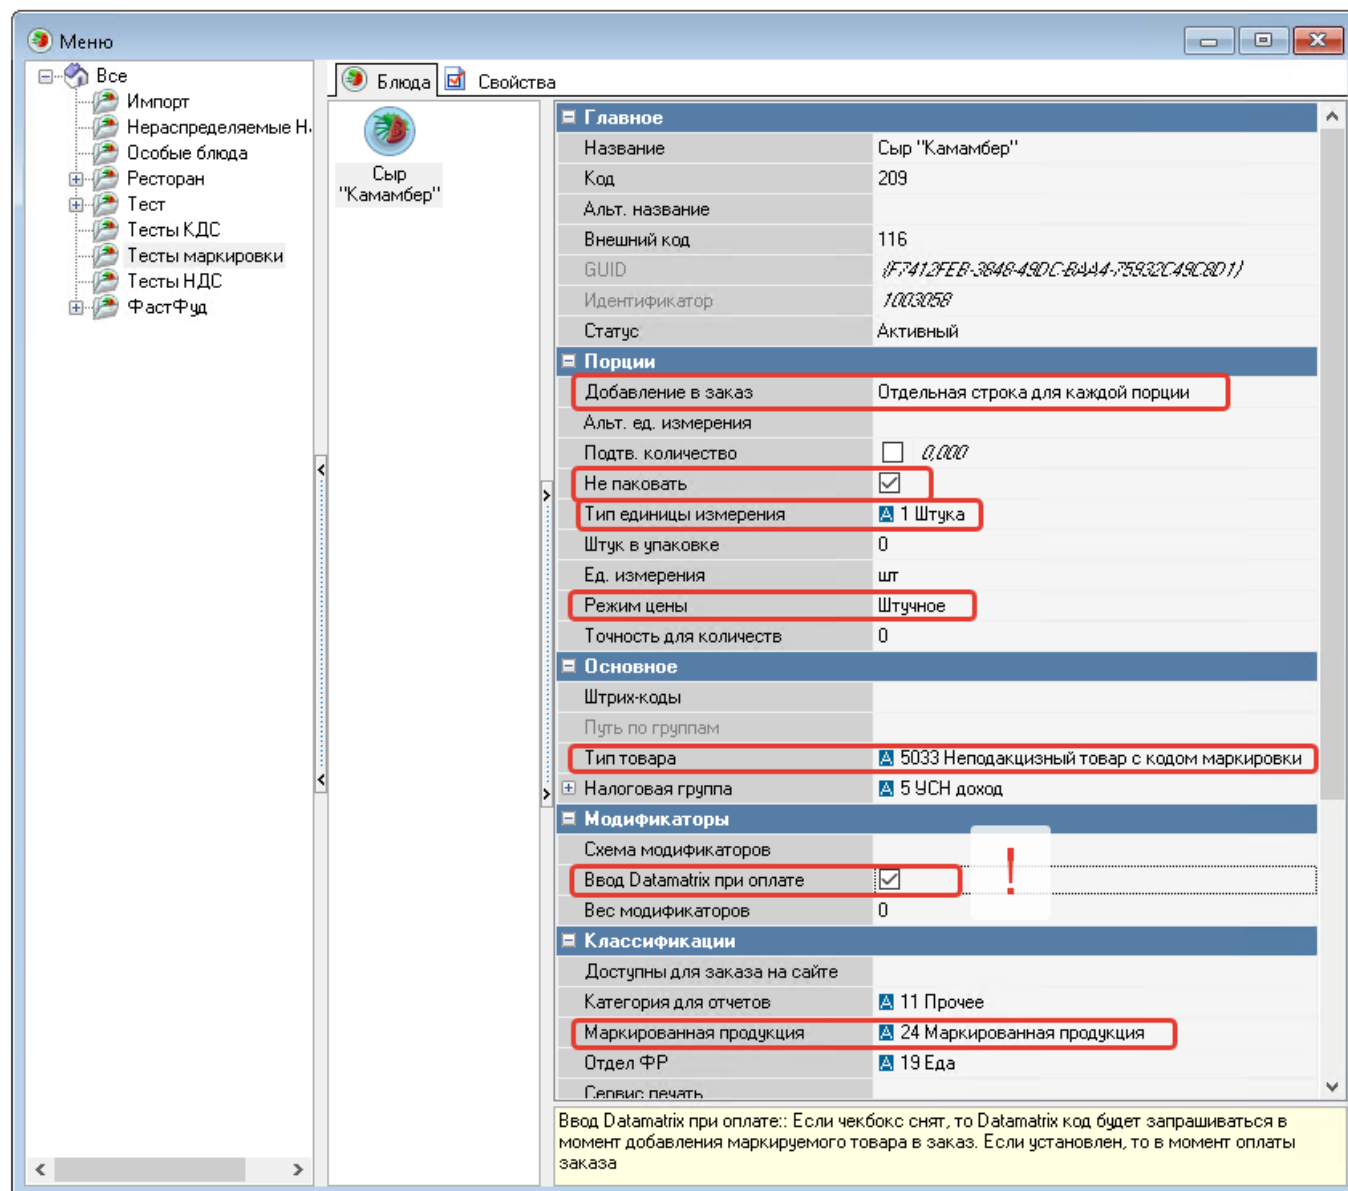 Меню
Все
Импорт
Нераспределяемые Н
Особые блюда
Ресторан
Тест
Тесты КДС
Тесты маркировки
Тесты НДС
ФастФуд
Блюда
Свойства
Сыр
"Камамбер"
Главное
Название Сыр "Камамбер"
Код 209
Альт. название
Внешний код 116
GUID {F7412FEB-3848-49DC-BAA4-75932C49C8D1}
Идентификатор 1003058
Статус Активный
Порции
Добавление в заказ Отдельная строка для каждой порции
Альт. ед. измерения
Подтв. количество 0,000
Не паковать
Тип единицы измерения A 1 Штука
Штук в упаковке 0
Ед. измерения шт
Режим цены Штучное
Точность для количеств 0
Основное
Штрих-коды
Путь по группам
Тип товара A 5033 Неподакцизный товар с кодом маркировки
Налоговая группа A 5 УСН доход
Модификаторы
Схема модификаторов
Ввод Datamatrix при оплате !
Вес модификаторов 0
Классификации
Доступны для заказа на сайте
Категория для отчетов A 11 Прочее
Маркированная продукция A 24 Маркированная продукция
Отдел ФР A 19 Еда
Сервис печать
Ввод Datamatrix при оплате:: Если чекбокс снят, то Datamatrix код будет запрашиваться в
момент добавления маркируемого товара в заказ. Если установлен, то в момент оплаты
заказа